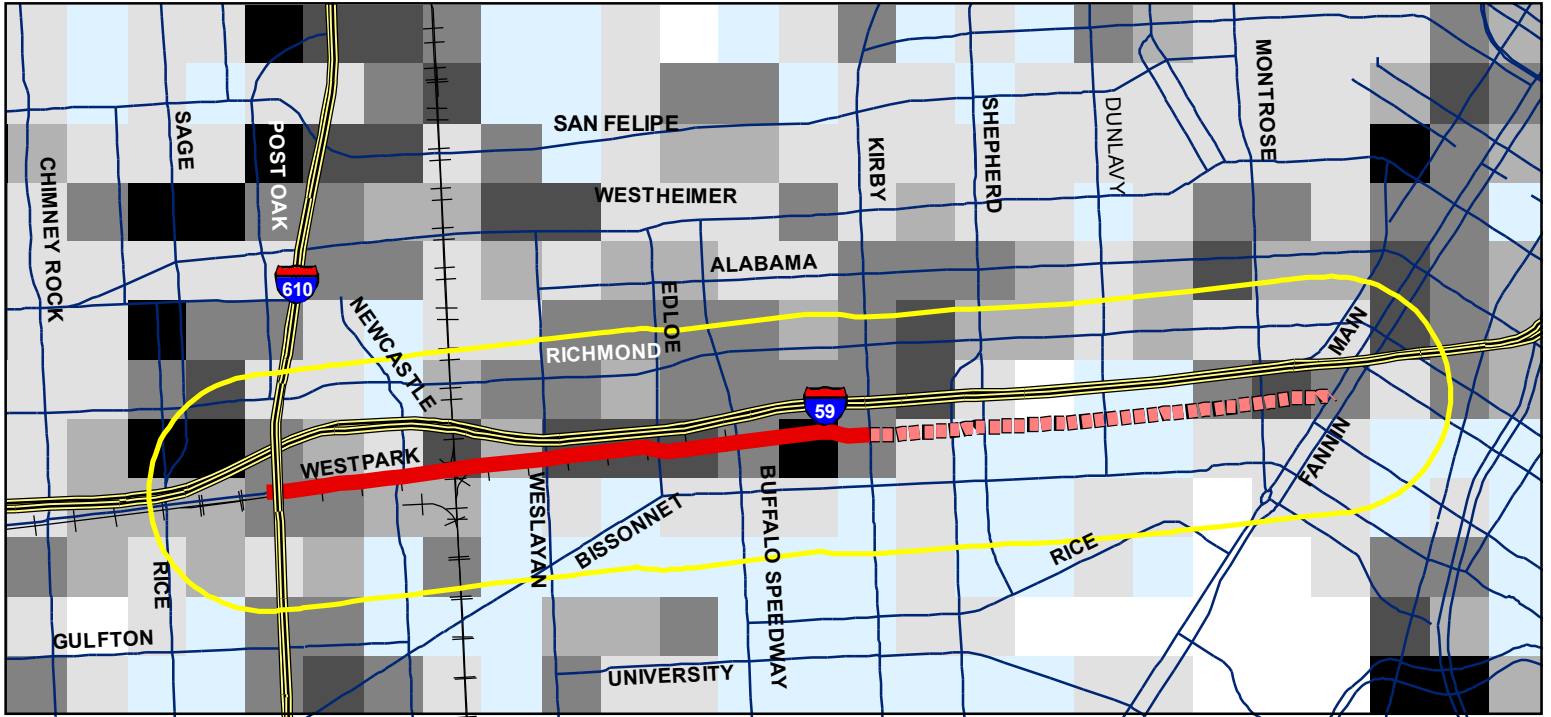 SAN FELIPE
SAGE
POST OAK
CHIMNEY ROCK
WESTHEIMER
KIRBY
SHEPHERD
DUNLAVY
MONTROSE
ALABAMA
610
NEWCASTLE
EDLOE
RICHMOND
MAIN
59
WESTPARK
FANNIN
WESLAYAN
BISSONNET
BUFFALO SPEEDWAY
RICE
RICE
GULFTON
UNIVERSITY